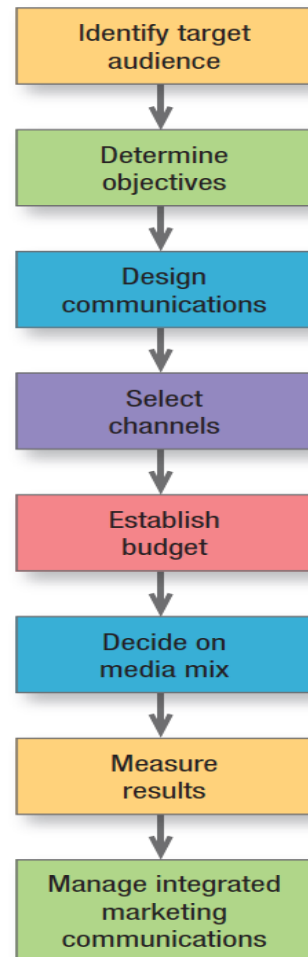 Identify target
audience
Determine
objectives
Design
communications
Select
channels
Establish
budget
Decide on
media mix
Measure
results
Manage integrated
marketing
communications